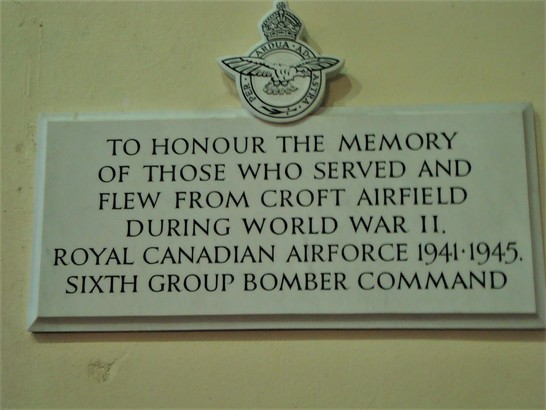 PER · ARDUA · AD · ASTRA
TO HONOUR THE MEMORY
OF THOSE WHO SERVED AND
FLEW FROM CROFT AIRFIELD
DURING WORLD WAR II.
ROYAL CANADIAN AIRFORCE 1941·1945.
SIXTH GROUP BOMBER COMMAND